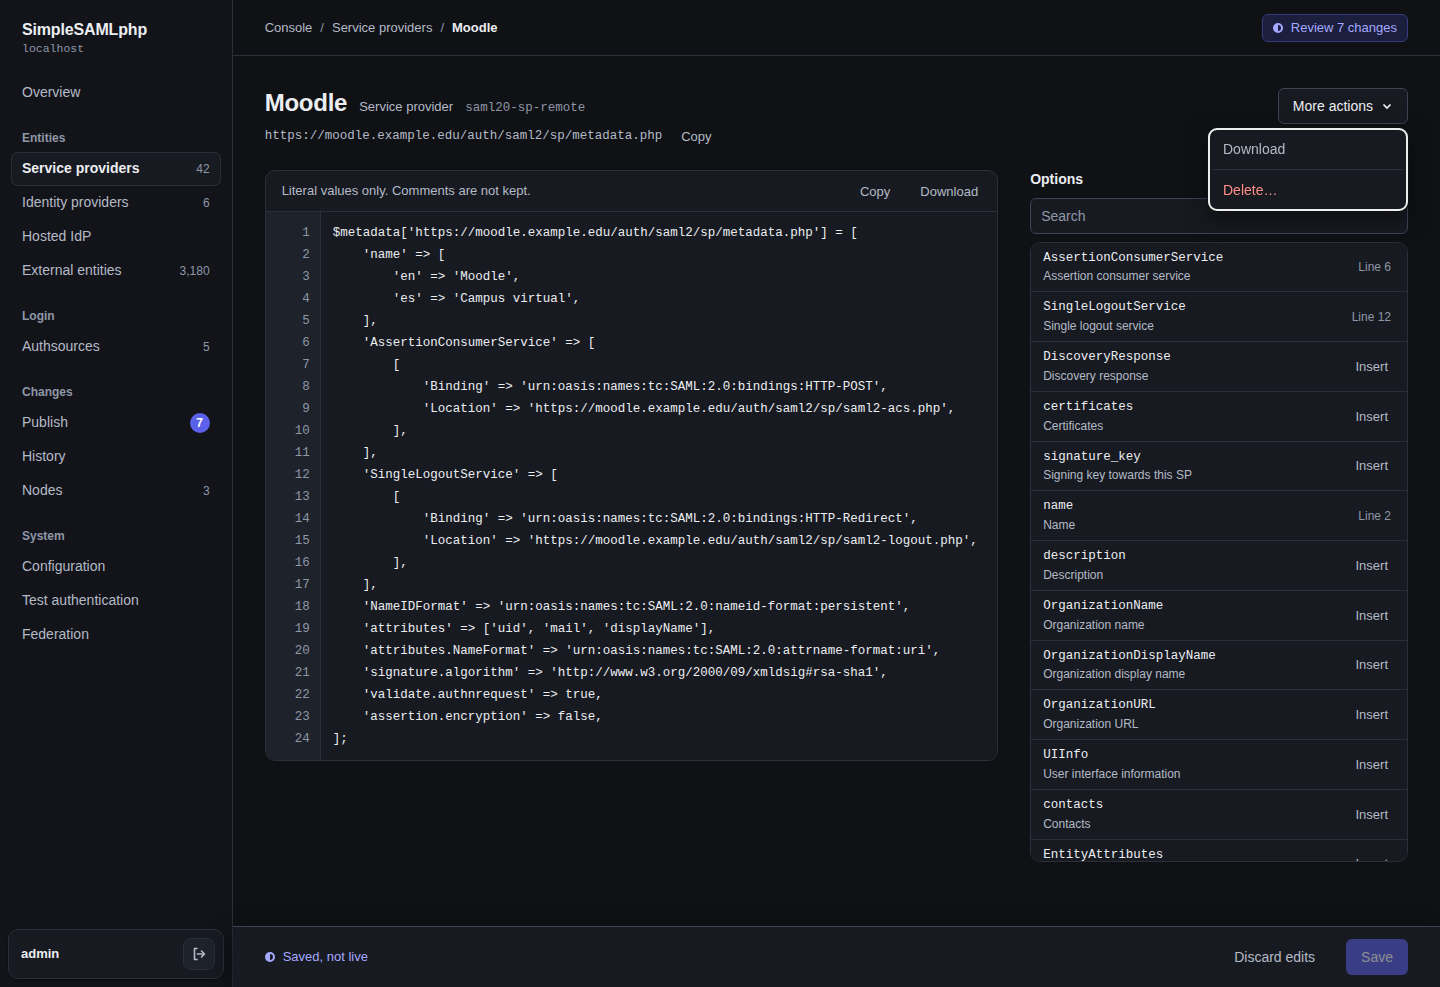 SimpleSAMLphp
localhost
Overview
Entities
Service providers 42
Identity providers 6
Hosted IdP
External entities 3,180
Login
Authsources 5
Changes
Publish 7
History
Nodes 3
System
Configuration
Test authentication
Federation
admin
Console / Service providers / Moodle
Review 7 changes
Moodle Service provider saml20-sp-remote
https://moodle.example.edu/auth/saml2/sp/metadata.php Copy
More actions
Download
Delete…
Literal values only. Comments are not kept. Copy Download
1 $metadata['https://moodle.example.edu/auth/saml2/sp/metadata.php'] = [
2 'name' => [
3 'en' => 'Moodle',
4 'es' => 'Campus virtual',
5 ],
6 'AssertionConsumerService' => [
7 [
8 'Binding' => 'urn:oasis:names:tc:SAML:2.0:bindings:HTTP-POST',
9 'Location' => 'https://moodle.example.edu/auth/saml2/sp/saml2-acs.php',
10 ],
11 ],
12 'SingleLogoutService' => [
13 [
14 'Binding' => 'urn:oasis:names:tc:SAML:2.0:bindings:HTTP-Redirect',
15 'Location' => 'https://moodle.example.edu/auth/saml2/sp/saml2-logout.php',
16 ],
17 ],
18 'NameIDFormat' => 'urn:oasis:names:tc:SAML:2.0:nameid-format:persistent',
19 'attributes' => ['uid', 'mail', 'displayName'],
20 'attributes.NameFormat' => 'urn:oasis:names:tc:SAML:2.0:attrname-format:uri',
21 'signature.algorithm' => 'http://www.w3.org/2000/09/xmldsig#rsa-sha1',
22 'validate.authnrequest' => true,
23 'assertion.encryption' => false,
24 ];
Options
Search
AssertionConsumerService
Assertion consumer service
Line 6
SingleLogoutService
Single logout service
Line 12
DiscoveryResponse
Discovery response
Insert
certificates
Certificates
Insert
signature_key
Signing key towards this SP
Insert
name
Name
Line 2
description
Description
Insert
OrganizationName
Organization name
Insert
OrganizationDisplayName
Organization display name
Insert
OrganizationURL
Organization URL
Insert
UIInfo
User interface information
Insert
contacts
Contacts
Insert
EntityAttributes
Saved, not live
Discard edits
Save